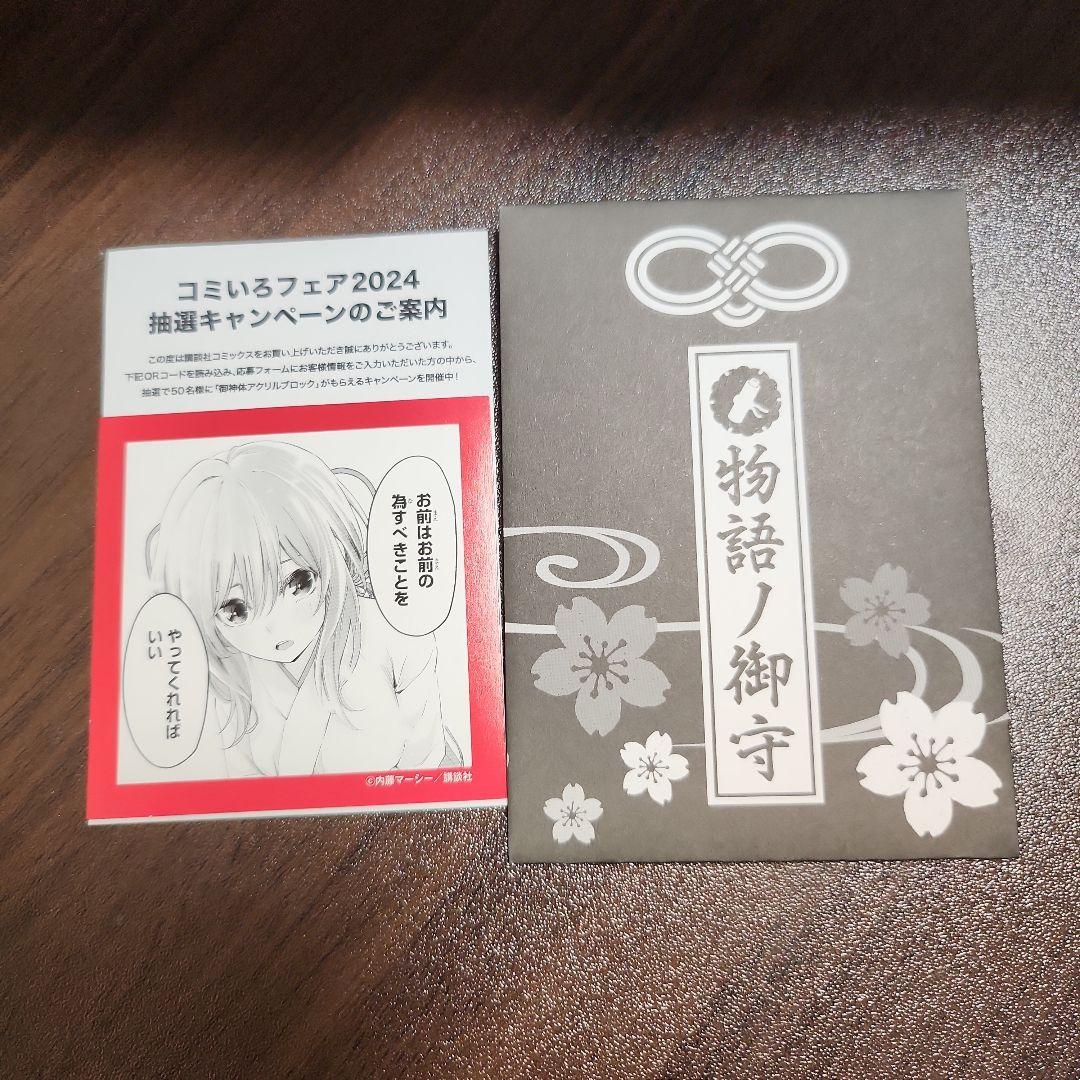 コミいろフェア2024
抽選キャンペーンのご案内
この度は講談社コミックスをお買い上げいただき誠にありがとうございます。
下記QRコードを読み込み、応募フォームにお客様情報をご入力いただいた方の中から、
抽選で50名様に「御神体アクリルブロック」がもらえるキャンペーンを開催中!
お前はお前の
為すべきことを
やってくれれば
いい
©内藤マーシー/講談社
物語ノ御守